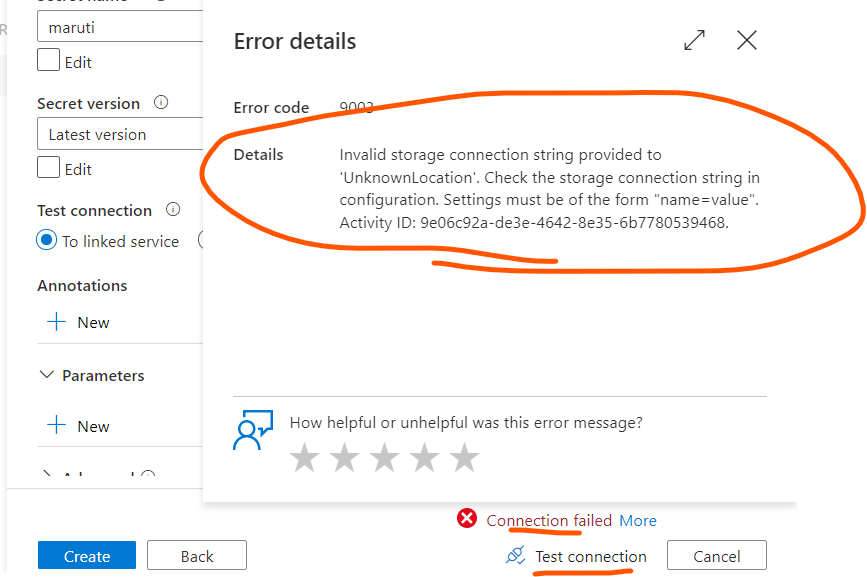 maruti
Edit
Secret version
Latest version
Edit
Test connection
To linked service
Annotations
New
Parameters
New
Error details
Error code 9003
Details
Invalid storage connection string provided to
'UnknownLocation'. Check the storage connection string in
configuration. Settings must be of the form "name=value".
Activity ID: 9e06c92a-de3e-4642-8e35-6b7780539468.
How helpful or unhelpful was this error message?
Connection failed More
Create
Back
Test connection
Cancel